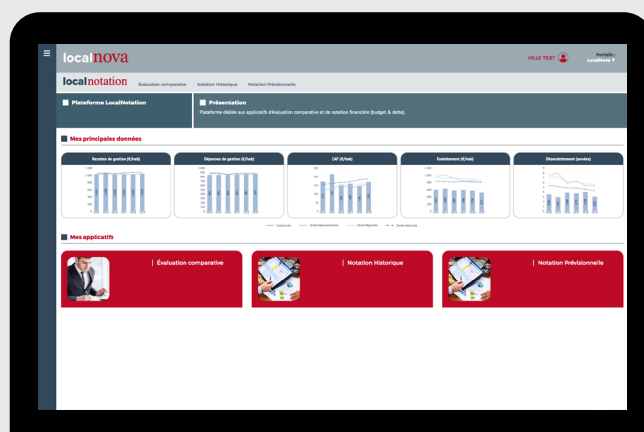 localnova
VILLE TEST
Portails :
LocalNova
localnotation
Évaluation comparative
Notation Historique
Notation Prévisionnelle
Plateforme LocalNotation
Présentation
Plateforme dédiée aux applicatifs d'évaluation comparative et de notation financière (budget & dette).
Mes principales données
Recettes de gestion (€/hab)
Dépenses de gestion (€/hab)
CAF (€/hab)
Endettement (€/hab)
Désendettement (années)
Mes applicatifs
| Évaluation comparative
| Notation Historique
| Notation Prévisionnelle